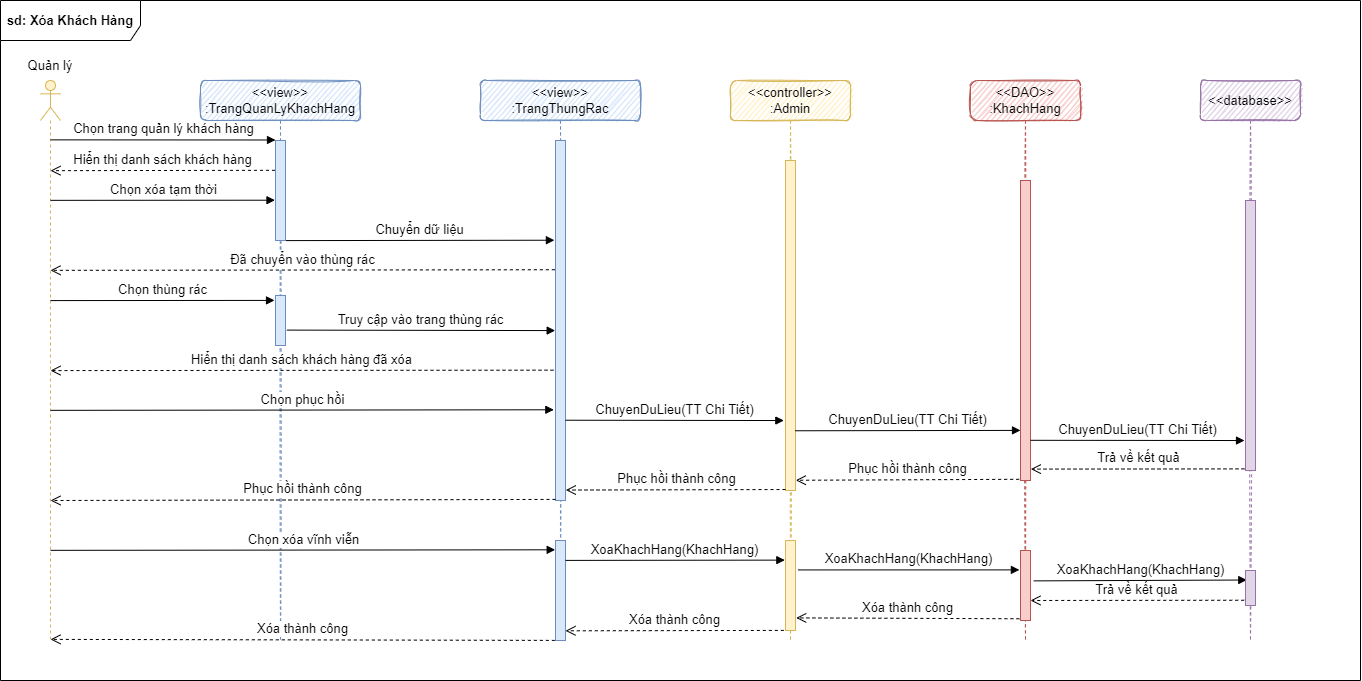 sd: Xóa Khách Hàng
Quản lý
<<view>>
:TrangQuanLyKhachHang
<<view>>
:TrangThungRac
<<controller>>
:Admin
<<DAO>>
:KhachHang
<<database>>
Chọn trang quản lý khách hàng
Hiển thị danh sách khách hàng
Chọn xóa tạm thời
Chuyển dữ liệu
Đã chuyển vào thùng rác
Chọn thùng rác
Truy cập vào trang thùng rác
Hiển thị danh sách khách hàng đã xóa
Chọn phục hồi
ChuyenDuLieu(TT Chi Tiết)
ChuyenDuLieu(TT Chi Tiết)
ChuyenDuLieu(TT Chi Tiết)
Trả về kết quả
Phục hồi thành công
Phục hồi thành công
Phục hồi thành công
Chọn xóa vĩnh viễn
XoaKhachHang(KhachHang)
XoaKhachHang(KhachHang)
XoaKhachHang(KhachHang)
Trả về kết quả
Xóa thành công
Xóa thành công
Xóa thành công